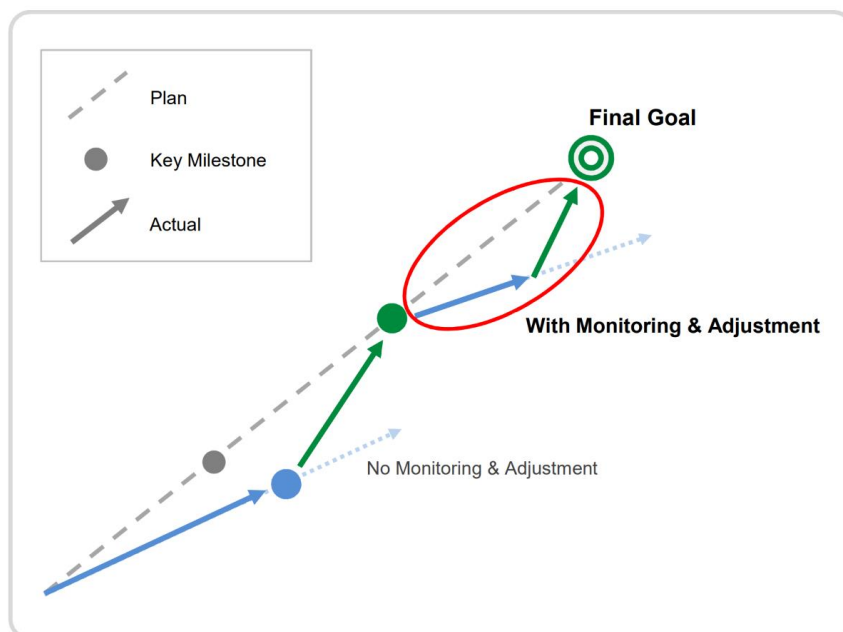 Plan
Key Milestone
Actual
Final Goal
With Monitoring & Adjustment
No Monitoring & Adjustment